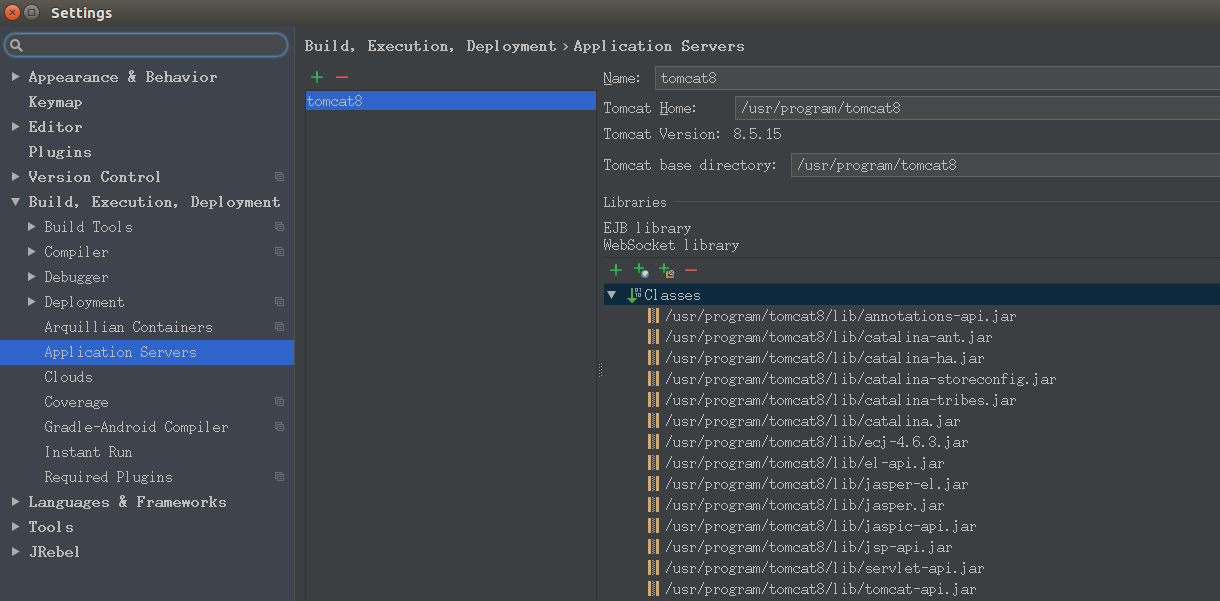 Settings
Appearance & Behavior
Keymap
Editor
Plugins
Version Control
Build, Execution, Deployment
Build Tools
Compiler
Debugger
Deployment
Arquillian Containers
Application Servers
Clouds
Coverage
Gradle-Android Compiler
Instant Run
Required Plugins
Languages & Frameworks
Tools
JRebel
Build, Execution, Deployment › Application Servers
tomcat8
Name: tomcat8
Tomcat Home: /usr/program/tomcat8
Tomcat Version: 8.5.15
Tomcat base directory: /usr/program/tomcat8
Libraries
EJB library
WebSocket library
Classes
/usr/program/tomcat8/lib/annotations-api.jar
/usr/program/tomcat8/lib/catalina-ant.jar
/usr/program/tomcat8/lib/catalina-ha.jar
/usr/program/tomcat8/lib/catalina-storeconfig.jar
/usr/program/tomcat8/lib/catalina-tribes.jar
/usr/program/tomcat8/lib/catalina.jar
/usr/program/tomcat8/lib/ecj-4.6.3.jar
/usr/program/tomcat8/lib/el-api.jar
/usr/program/tomcat8/lib/jasper-el.jar
/usr/program/tomcat8/lib/jasper.jar
/usr/program/tomcat8/lib/jaspic-api.jar
/usr/program/tomcat8/lib/jsp-api.jar
/usr/program/tomcat8/lib/servlet-api.jar
/usr/program/tomcat8/lib/tomcat-api.jar